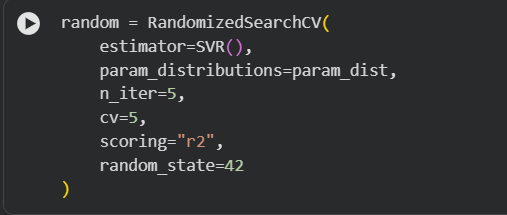 random = RandomizedSearchCV(
    estimator=SVR(),
    param_distributions=param_dist,
    n_iter=5,
    cv=5,
    scoring="r2",
    random_state=42
)